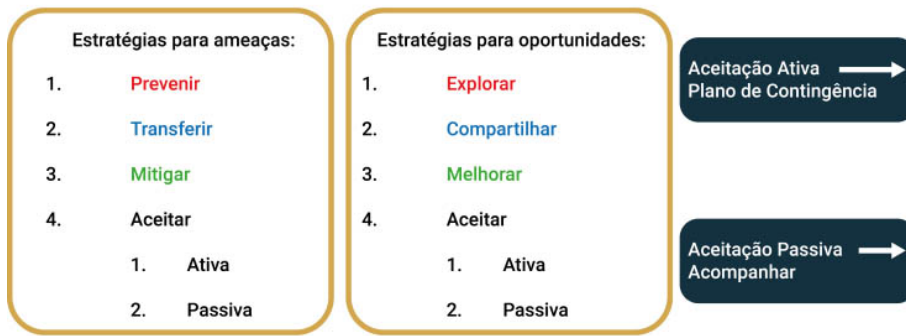 Estratégias para ameaças:
1. Prevenir
2. Transferir
3. Mitigar
4. Aceitar
1. Ativa
2. Passiva
Estratégias para oportunidades:
1. Explorar
2. Compartilhar
3. Melhorar
4. Aceitar
1. Ativa
2. Passiva
Aceitação Ativa
Plano de Contingência
Aceitação Passiva
Acompanhar